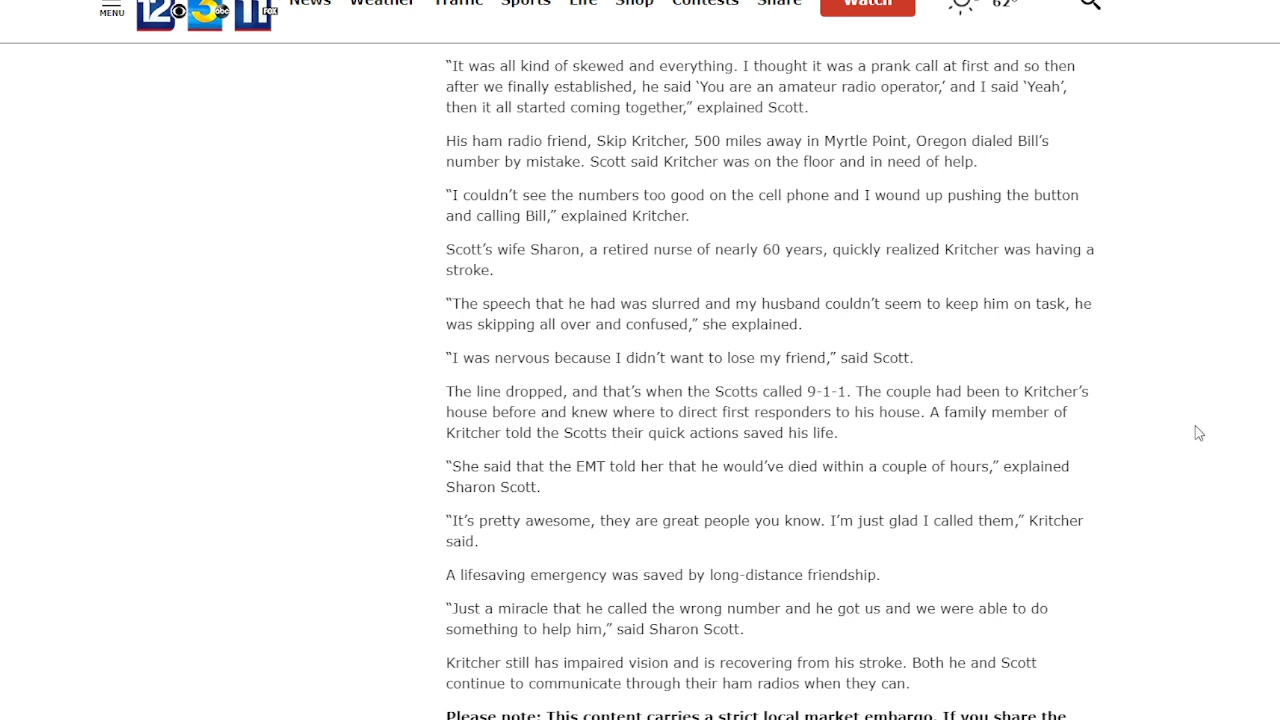 MENU
12 3 abc 11 FOX
News Weather Traffic Sports Life Shop Contests Share Watch 62°
“It was all kind of skewed and everything. I thought it was a prank call at first and so then
after we finally established, he said ‘You are an amateur radio operator,’ and I said ‘Yeah’,
then it all started coming together,” explained Scott.
His ham radio friend, Skip Kritcher, 500 miles away in Myrtle Point, Oregon dialed Bill’s
number by mistake. Scott said Kritcher was on the floor and in need of help.
“I couldn’t see the numbers too good on the cell phone and I wound up pushing the button
and calling Bill,” explained Kritcher.
Scott’s wife Sharon, a retired nurse of nearly 60 years, quickly realized Kritcher was having a
stroke.
“The speech that he had was slurred and my husband couldn’t seem to keep him on task, he
was skipping all over and confused,” she explained.
“I was nervous because I didn’t want to lose my friend,” said Scott.
The line dropped, and that’s when the Scotts called 9-1-1. The couple had been to Kritcher’s
house before and knew where to direct first responders to his house. A family member of
Kritcher told the Scotts their quick actions saved his life.
“She said that the EMT told her that he would’ve died within a couple of hours,” explained
Sharon Scott.
“It’s pretty awesome, they are great people you know. I’m just glad I called them,” Kritcher
said.
A lifesaving emergency was saved by long-distance friendship.
“Just a miracle that he called the wrong number and he got us and we were able to do
something to help him,” said Sharon Scott.
Kritcher still has impaired vision and is recovering from his stroke. Both he and Scott
continue to communicate through their ham radios when they can.
Please note: This content carries a strict local market embargo. If you share the